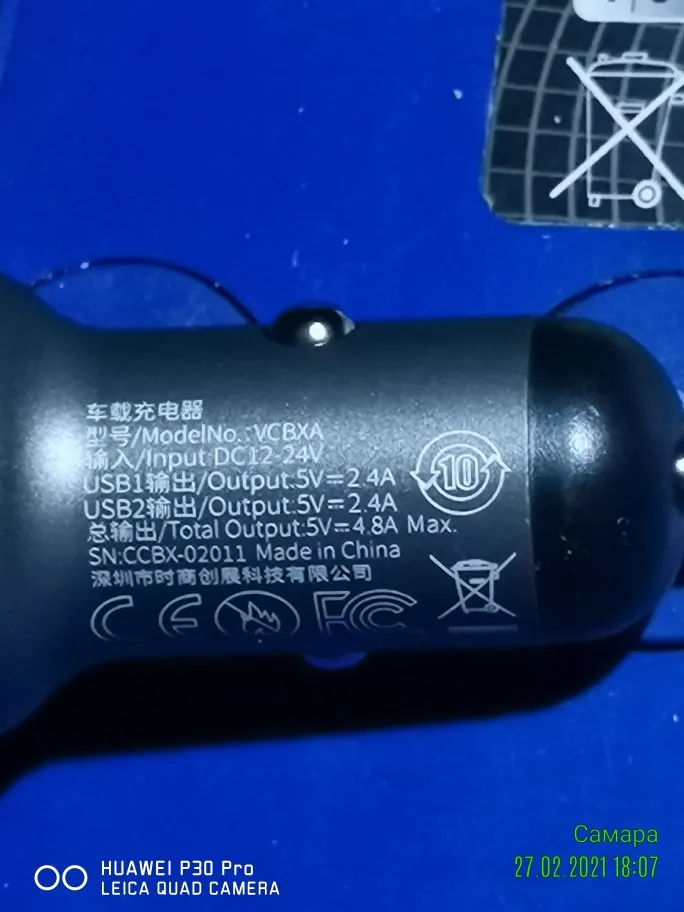 车载充电器
型号/ModelNo.:VCBXA
输入/Input:DC12-24V
USB1输出/Output:5V⎓2.4A
USB2输出/Output:5V⎓2.4A
总输出/Total Output:5V⎓4.8A Max.
SN:CCBX-02011 Made in China
深圳市时商创展科技有限公司
CE FC
10
Самара
27.02.2021 18:07
HUAWEI P30 Pro
LEICA QUAD CAMERA